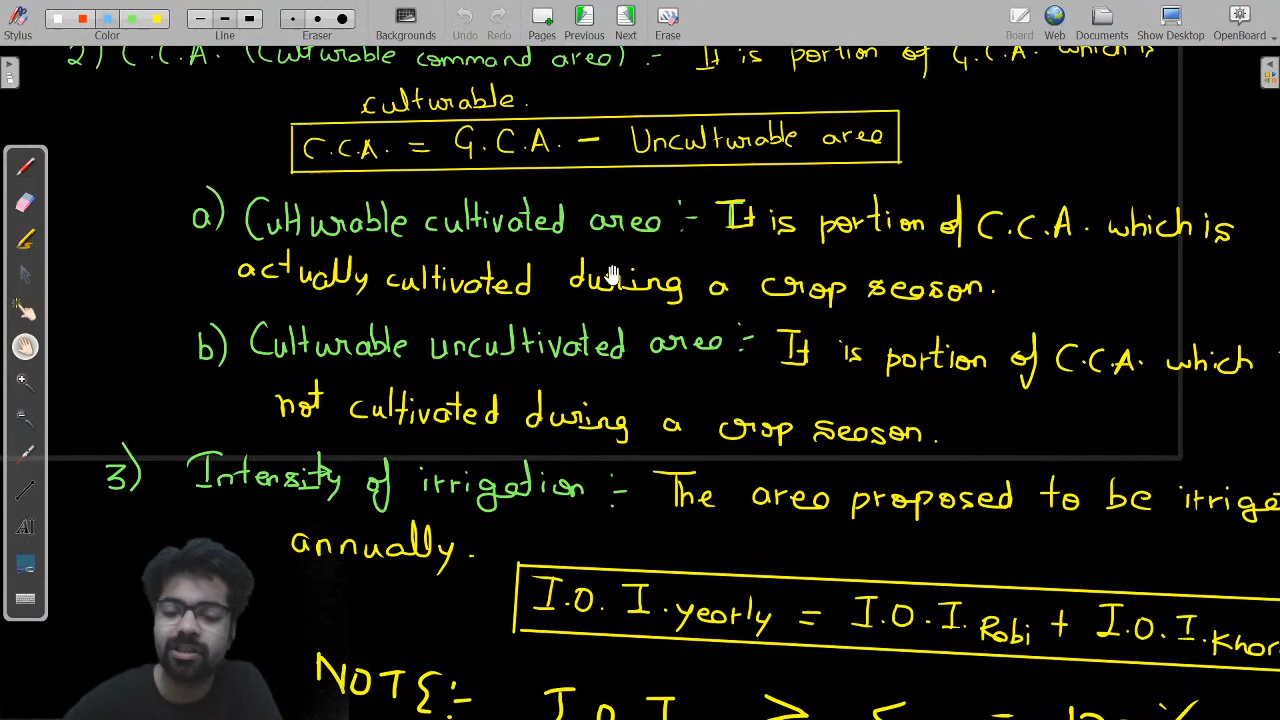 Stylus
Line
Eraser
Backgrounds
Undo
Redo
Pages
Previous
Next
Erase
Board
Web
Documents
Show Desktop
OpenBoard
2) C.C.A. (Culturable command area) :- It is portion of G.C.A. which is
culturable.
C.C.A. = G.C.A. - Unculturable area
a) Culturable cultivated area :- It is portion of C.C.A. which is
actually cultivated during a crop season.
b) Culturable uncultivated area :- It is portion of C.C.A. which
not cultivated during a crop season.
3) Intensity of irrigation :- The area proposed to be irriga
annually.
I.O.I.yearly = I.O.I.Rabi + I.O.I.Khar
NOTE:- I.O.I.
AI